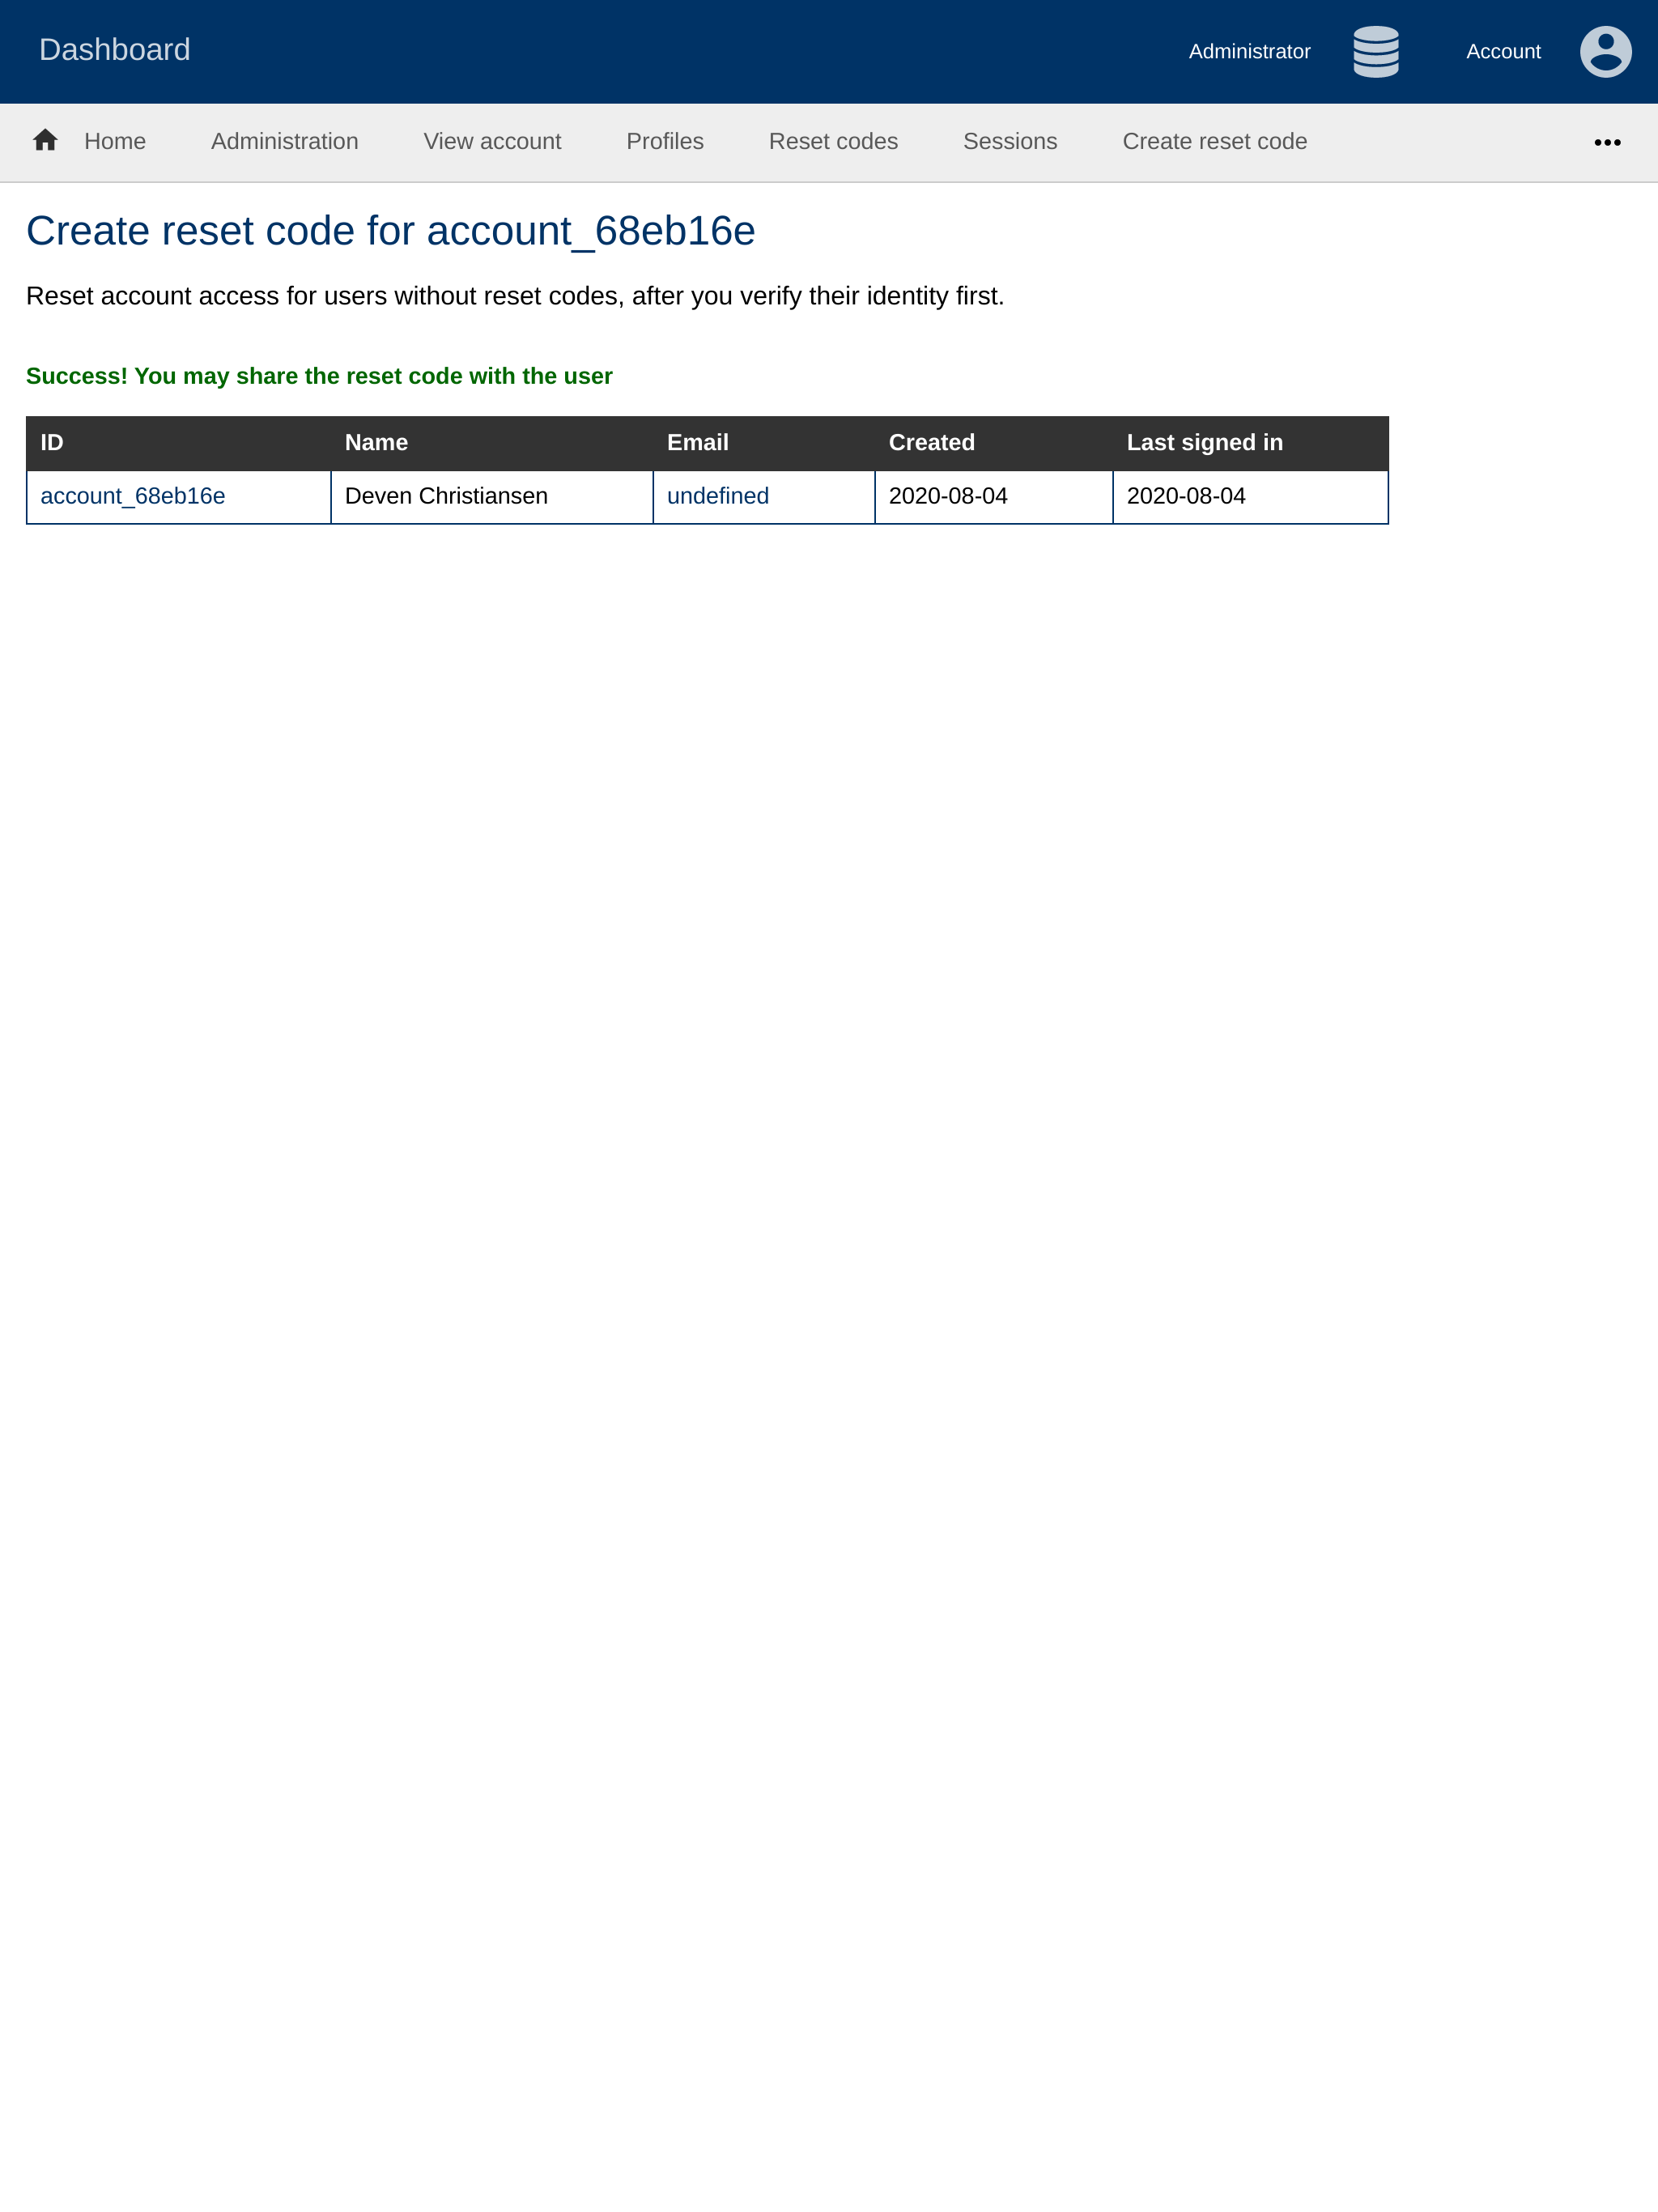 Dashboard
Administrator
Account
Home
Administration
View account
Profiles
Reset codes
Sessions
Create reset code
Create reset code for account_68eb16e
Reset account access for users without reset codes, after you verify their identity first.
Success! You may share the reset code with the user
ID Name Email Created Last signed in
account_68eb16e Deven Christiansen undefined 2020-08-04 2020-08-04